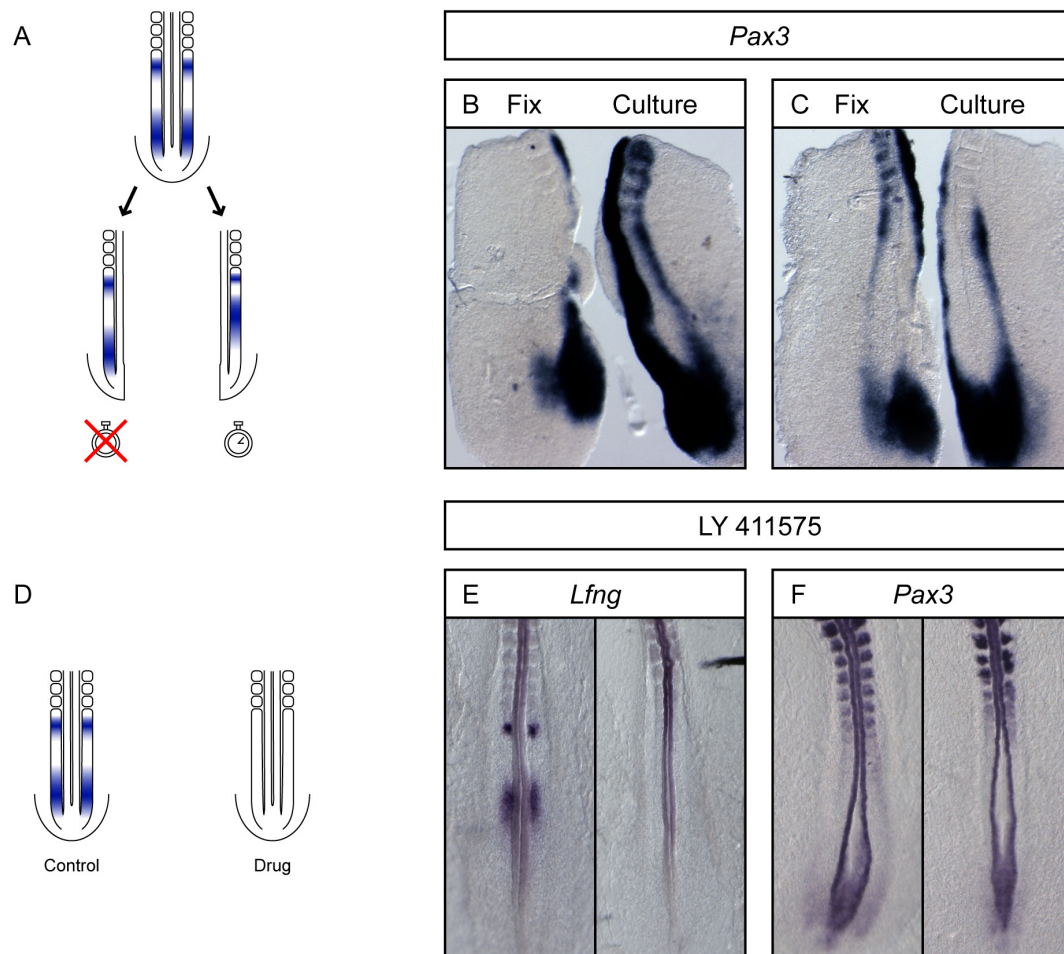 A
Pax3
B Fix Culture
C Fix Culture
LY 411575
D
E Lfng
F Pax3
Control Drug